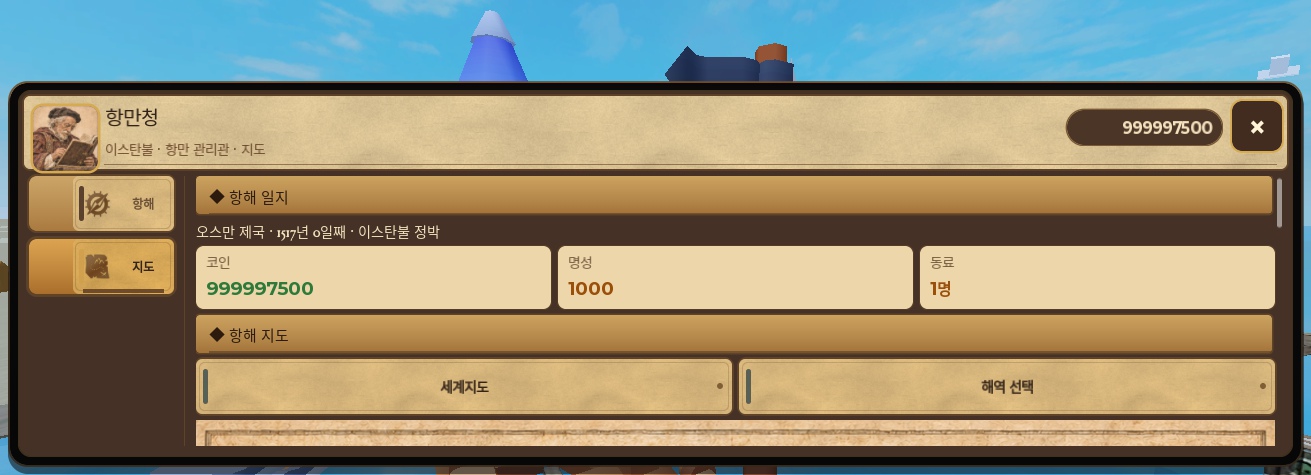 항만청
이스탄불 · 항만 관리관 · 지도
999997500
×
항해
지도
◆ 항해 일지
오스만 제국 · 1517년 0일째 · 이스탄불 정박
코인
999997500
명성
1000
동료
1명
◆ 항해 지도
세계지도
해역 선택